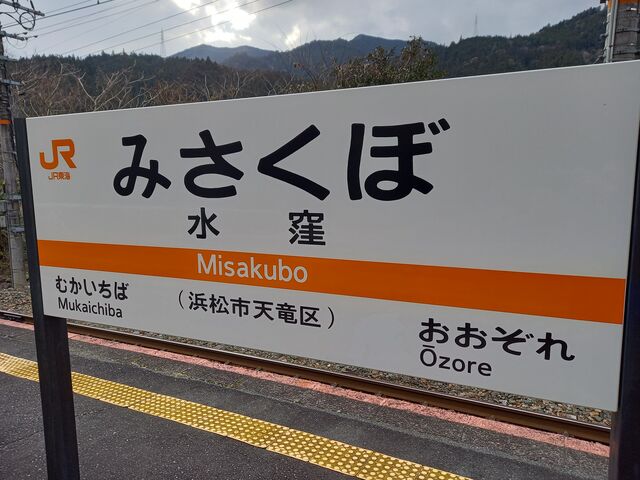 JR
JR東海
みさくぼ
水窪
Misakubo
むかいちば
Mukaichiba
（浜松市天竜区）
おおぞれ
Ōzore